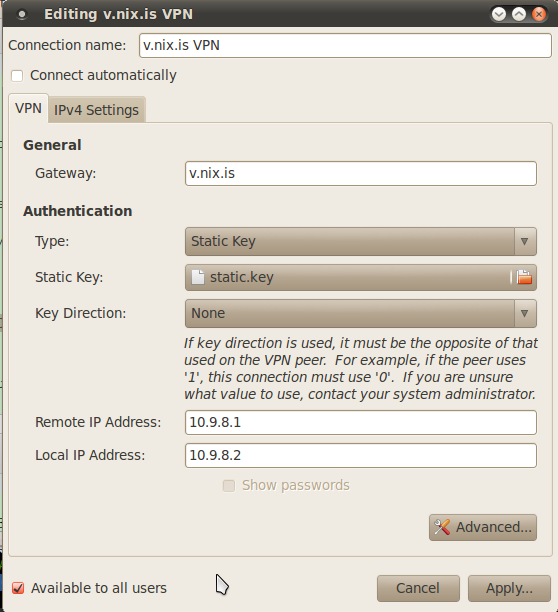 Editing v.nix.is VPN
Connection name: v.nix.is VPN
Connect automatically
VPN IPv4 Settings
General
Gateway: v.nix.is
Authentication
Type: Static Key
Static Key: static.key
Key Direction: None
If key direction is used, it must be the opposite of that
used on the VPN peer. For example, if the peer uses
'1', this connection must use '0'. If you are unsure
what value to use, contact your system administrator.
Remote IP Address: 10.9.8.1
Local IP Address: 10.9.8.2
Show passwords
Advanced...
Available to all users Cancel Apply...